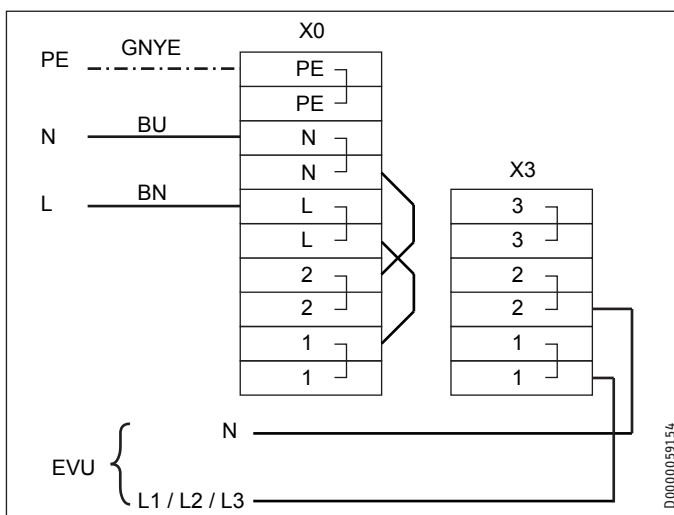 X0
PE GNYE
PE
PE
N BU
N
N
L BN
L
L
2
2
1
1
X3
3
3
2
2
1
1
EVU
N
L1 / L2 / L3
D0000059154